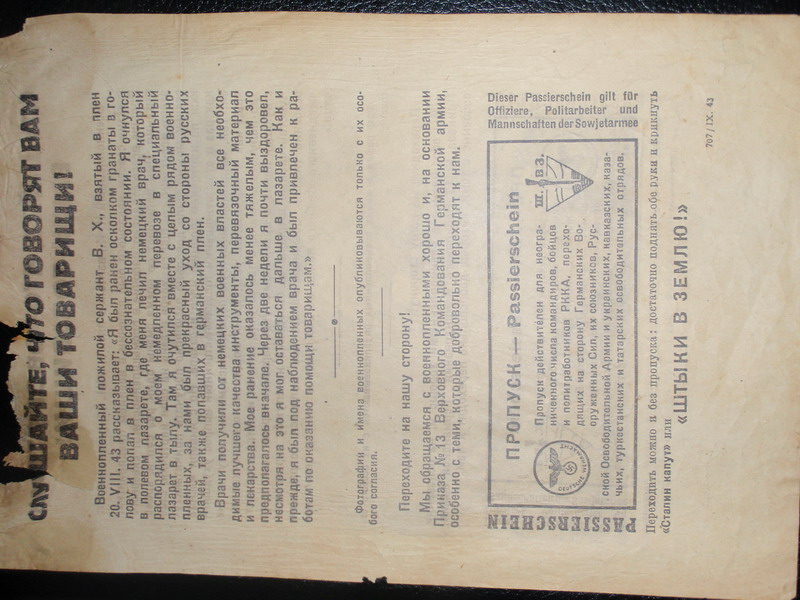 СЛУШАЙТЕ, ЧТО ГОВОРЯТ ВАМ
ВАШИ ТОВАРИЩИ!
Военнопленный пожилой сержант В. Х., взятый в плен
20. VIII. 43 рассказывает: «Я был ранен осколком гранаты в го-
лову и попал в плен в бессознательном состоянии. Я очнулся
в полевом лазарете, где меня лечил немецкий врач, который
распорядился о моем немедленном перевозе в специальный
лазарет в тылу. Там я очутился вместе с целым рядом военно-
пленных, за нами был прекрасный уход со стороны русских
врачей, также попавших в германский плен.
Врачи получили от немецких военных властей все необхо-
димые лучшего качества инструменты, перевязочный материал
и лекарства. Мое ранение оказалось менее тяжелым, чем это
предполагалось вначале. Через две недели я почти выздоровел,
несмотря на это я мог оставаться дальше в лазарете. Как и
прежде, я был под наблюдением врача и был привлечен к ра-
ботам по оказанию помощи товарищам.»
Фотографии и имена военнопленных опубликовываются только с их осо-
бого согласия.
Переходите на нашу сторону!
Мы обращаемся с военнопленными хорошо и, на основании
Приказа № 13 Верховного Командования Германской армии,
особенно с теми, которые добровольно переходят к нам.
PASSIERSCHEIN
Dieser Passierschein gilt für
Offiziere, Politarbeiter und
Mannschaften der Sowjetarmee
ПРОПУСК — Passierschein
Пропуск действителен для неогра-
ниченного числа командиров, бойцов
и политработников РККА, перехо-
дящих на сторону Германских Во-
оруженных Сил, их союзников, Рус-
ской Освободительной Армии и украинских, кавказских, каза-
чьих, туркестанских и татарских освободительных отрядов.
DEUTSCHE WEHRMACHT
Ш. В З.
Переходить можно и без пропуска: достаточно поднять обе руки и крикнуть
«Сталин капут» или
«ШТЫКИ В ЗЕМЛЮ!»
707 / IX. 43